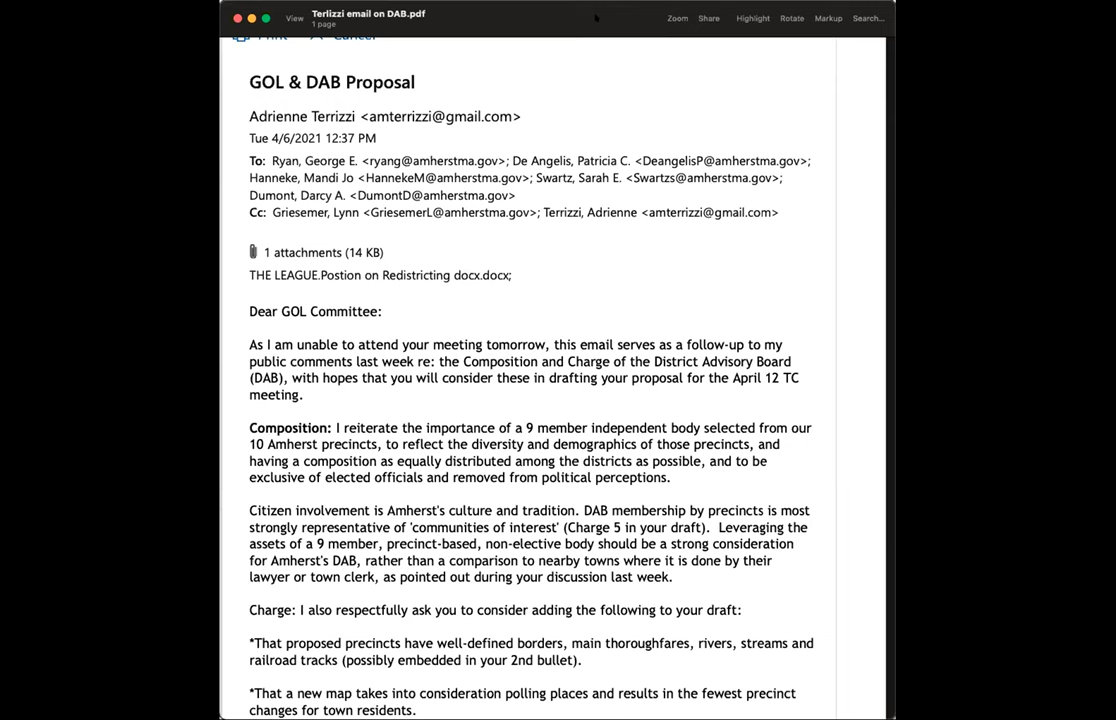 View
Terlizzi email on DAB.pdf
1 page
Zoom Share Highlight Rotate Markup Search...
Print Cancel
GOL & DAB Proposal
Adrienne Terrizzi <amterrizzi@gmail.com>
Tue 4/6/2021 12:37 PM
To: Ryan, George E. <ryang@amherstma.gov>; De Angelis, Patricia C. <DeangelisP@amherstma.gov>;
Hanneke, Mandi Jo <HannekeM@amherstma.gov>; Swartz, Sarah E. <Swartzs@amherstma.gov>;
Dumont, Darcy A. <DumontD@amherstma.gov>
Cc: Griesemer, Lynn <GriesemerL@amherstma.gov>; Terrizzi, Adrienne <amterrizzi@gmail.com>
1 attachments (14 KB)
THE LEAGUE.Postion on Redistricting docx.docx;
Dear GOL Committee:
As I am unable to attend your meeting tomorrow, this email serves as a follow-up to my
public comments last week re: the Composition and Charge of the District Advisory Board
(DAB), with hopes that you will consider these in drafting your proposal for the April 12 TC
meeting.
Composition: I reiterate the importance of a 9 member independent body selected from our
10 Amherst precincts, to reflect the diversity and demographics of those precincts, and
having a composition as equally distributed among the districts as possible, and to be
exclusive of elected officials and removed from political perceptions.
Citizen involvement is Amherst's culture and tradition. DAB membership by precincts is most
strongly representative of 'communities of interest' (Charge 5 in your draft). Leveraging the
assets of a 9 member, precinct-based, non-elective body should be a strong consideration
for Amherst's DAB, rather than a comparison to nearby towns where it is done by their
lawyer or town clerk, as pointed out during your discussion last week.
Charge: I also respectfully ask you to consider adding the following to your draft:
*That proposed precincts have well-defined borders, main thoroughfares, rivers, streams and
railroad tracks (possibly embedded in your 2nd bullet).
*That a new map takes into consideration polling places and results in the fewest precinct
changes for town residents.